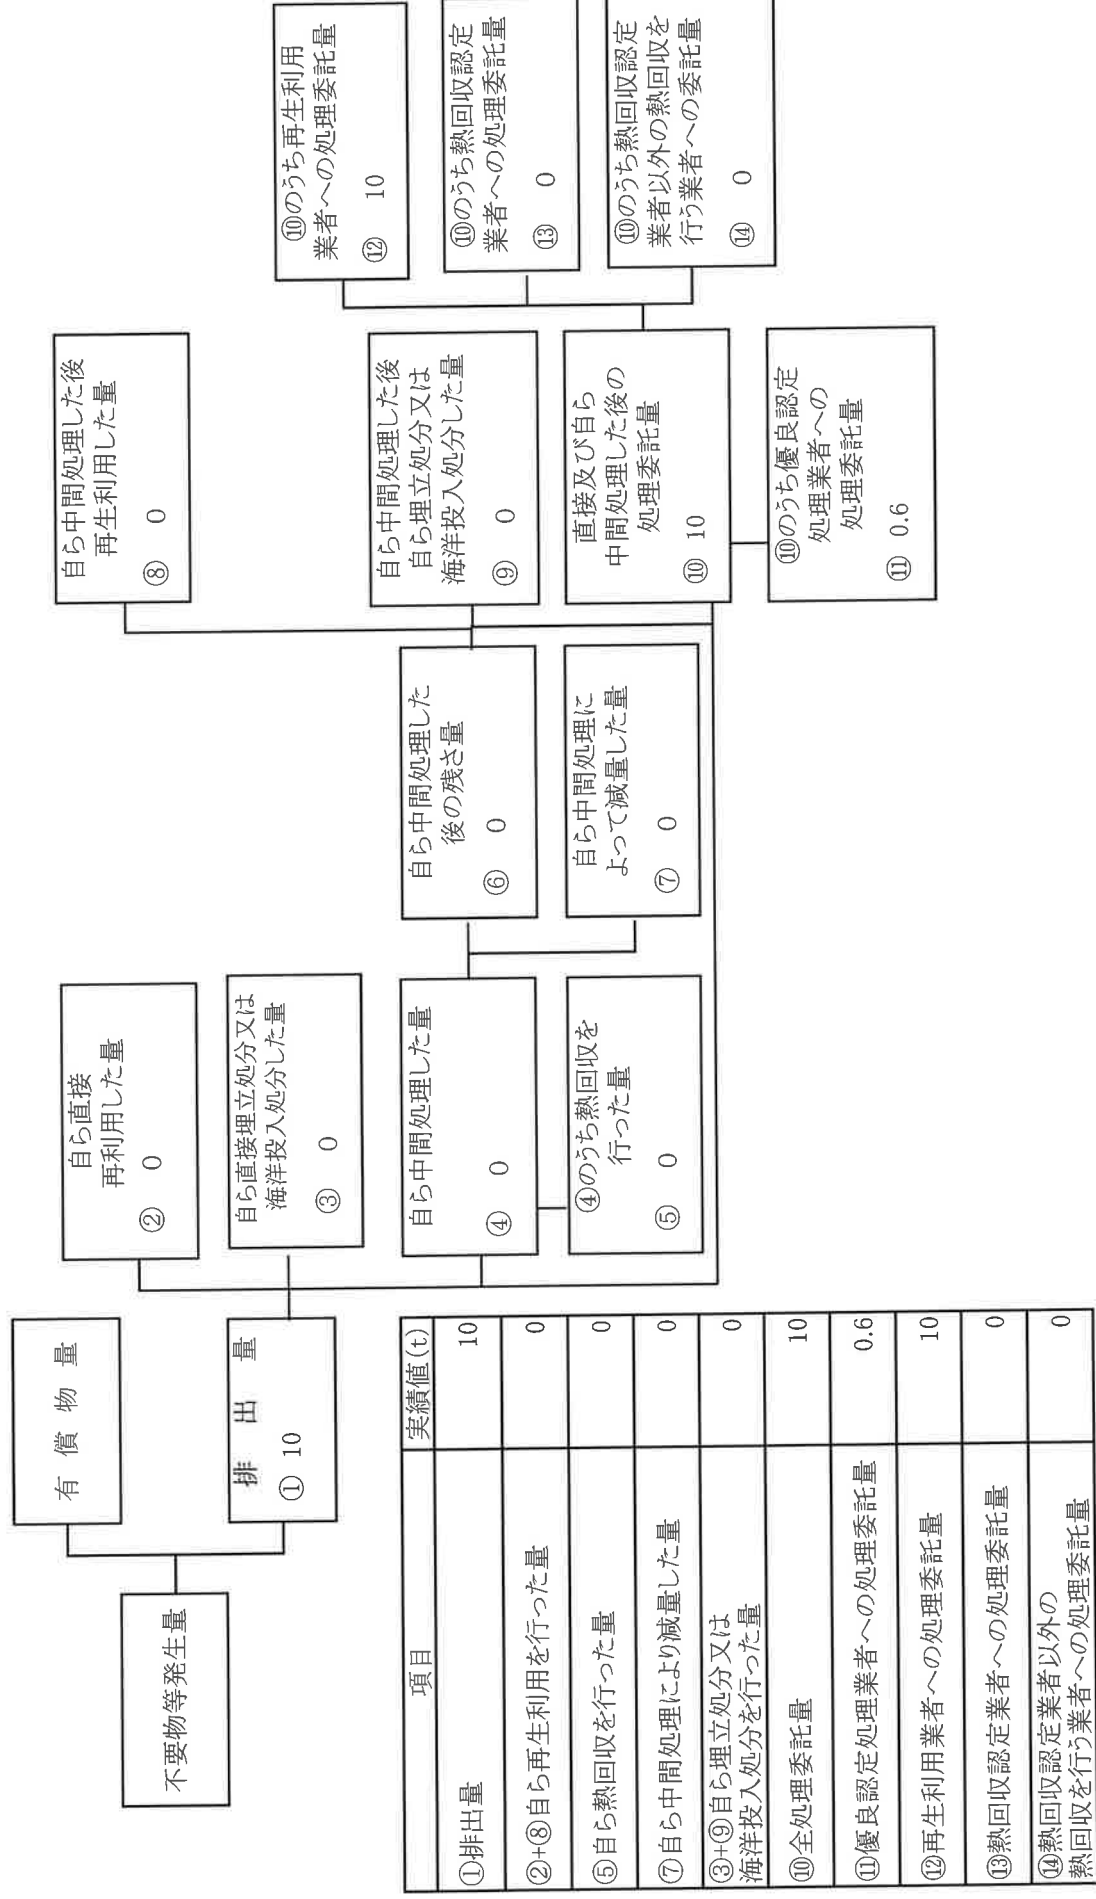 不要物等発生量
有償物量
排出量
① 10
自ら直接
再利用した量
② 0
自ら直接埋立処分又は
海洋投入処分した量
③ 0
自ら中間処理した量
④ 0
④のうち熱回収を
行った量
⑤ 0
自ら中間処理した
後の残さ量
⑥ 0
自ら中間処理に
よって減量した量
⑦ 0
自ら中間処理した後
再生利用した量
⑧ 0
自ら中間処理した後
自ら埋立処分又は
海洋投入処分した量
⑨ 0
直接及び自ら
中間処理した後の
処理委託量
⑩ 10
⑩のうち優良認定
処理業者への
処理委託量
⑪ 0.6
⑩のうち再生利用
業者への処理委託量
⑫ 10
⑩のうち熱回収認定
業者への処理委託量
⑬ 0
⑩のうち熱回収認定
業者以外の熱回収を
行う業者への委託量
⑭ 0
項目 実績値(t)
①排出量 10
②+⑧自ら再生利用を行った量 0
⑤自ら熱回収を行った量 0
⑦自ら中間処理により減量した量 0
③+⑨自ら埋立処分又は
海洋投入処分を行った量 0
⑩全処理委託量 10
⑪優良認定処理業者への処理委託量 0.6
⑫再生利用業者への処理委託量 10
⑬熱回収認定業者への処理委託量 0
⑭熱回収認定業者以外の
熱回収を行う業者への処理委託量 0